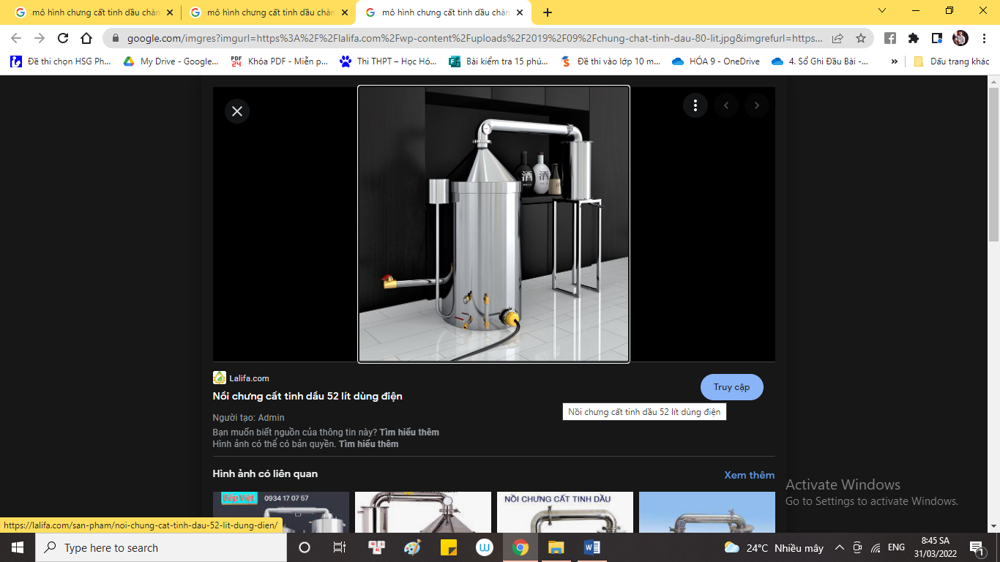 mô hình chưng cất tinh dầu chàn
mô hình chưng cất tinh dầu chàn
mô hình chưng cất tinh dầu chàn
google.com/imgres?imgurl=https%3A%2F%2Flalifa.com%2Fwp-content%2Fuploads%2F2019%2F09%2Fchung-chat-tinh-dau-80-lit.jpg&imgrefurl=https...
Đề thi chọn HSG Ph... My Drive - Google... PDF 24 Khóa PDF - Miễn p... Thi THPT – Học Hó... Bài kiểm tra 15 phú... Đề thi vào lớp 10 m... HÓA 9 - OneDrive 4. Sổ Ghi Đầu Bài -... » Dấu trang khác
酒 酒
Lalifa.com
Nồi chưng cất tinh dầu 52 lít dùng điện
Truy cập
Nồi chưng cất tinh dầu 52 lít dùng điện
Người tạo: Admin
Bạn muốn biết nguồn của thông tin này? Tìm hiểu thêm
Hình ảnh có thể có bản quyền. Tìm hiểu thêm
Hình ảnh có liên quan
Xem thêm
Activate Windows
Go to Settings to activate Windows.
Bếp Việt 0934 17 07 57
NỒI CHƯNG CẤT TINH DẦU
https://lalifa.com/san-pham/noi-chung-cat-tinh-dau-52-lit-dung-dien/
Type here to search
24°C Nhiều mây
ENG
8:45 SA
31/03/2022
1